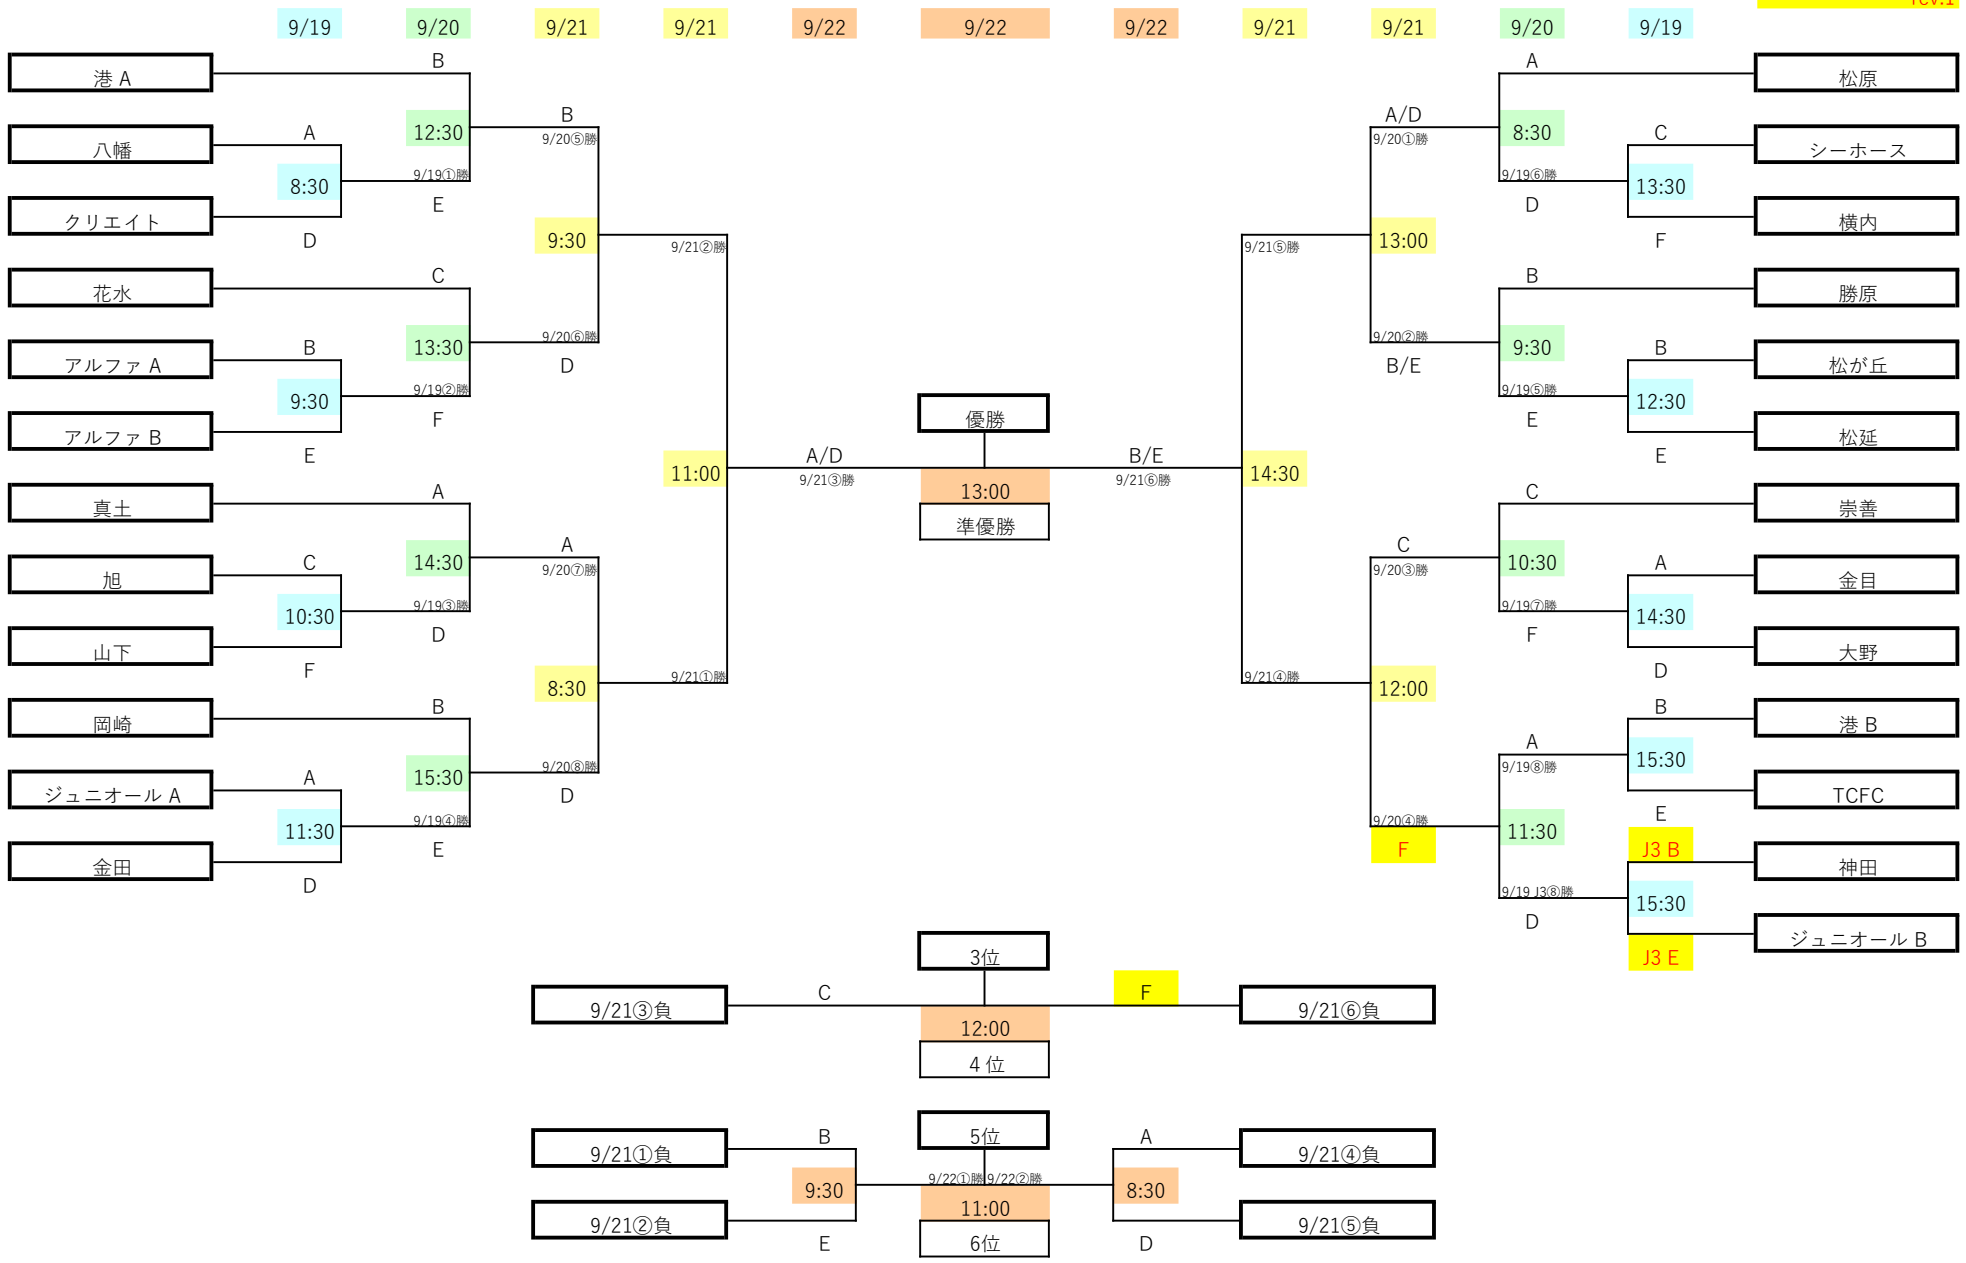 rev.1
9/19 9/20 9/21 9/21 9/22 9/22 9/22 9/21 9/21 9/20 9/19
B A
港 A 松原
A 12:30 B A/D 8:30 C
八幡 9/20⑤勝 9/20①勝 シーホース
8:30 9/19①勝 9/19⑥勝 13:30
クリエイト E D 横内
D 9:30 9/21②勝 9/21⑤勝 13:00 F
C B
花水 勝原
B 13:30 9/20⑥勝 9/20②勝 9:30 B
アルファ A D B/E 松が丘
9:30 9/19②勝 9/19⑤勝 12:30
アルファ B F 優勝 E 松延
E 11:00 A/D B/E 14:30 E
9/21③勝 9/21⑥勝
A 13:00 C
真土 準優勝 崇善
C 14:30 A C 10:30 A
旭 9/20⑦勝 9/20③勝 金目
10:30 9/19③勝 9/19⑦勝 14:30
山下 D F 大野
F 8:30 9/21①勝 9/21④勝 12:00 D
B B
岡崎 港 B
A 15:30 9/20⑧勝 A 9/19⑧勝 15:30
ジュニオール A D TCFC
11:30 9/19④勝 9/20④勝 11:30 E
金田 E F J3 B 神田
D 9/19 J3⑧勝 15:30
D ジュニオール B
J3 E
3位
9/21③負 C F 9/21⑥負
12:00
4 位
5位
9/21①負 B A 9/21④負
9:30 9/22①勝 9/22②勝 8:30
11:00
9/21②負 9/21⑤負
E 6位 D